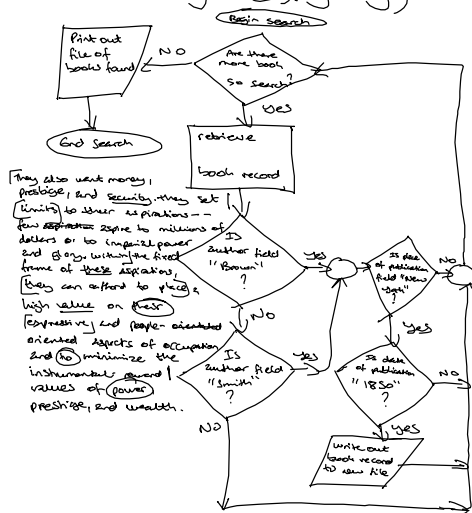 Begin Search
Print out
file of
books found
NO
Are there
more book
so search?
Yes
End Search
retrieve
book record
They also want money,
prestige, and security. they set
limits to their aspirations --
few aspiration aspire to millions of
dollars or to imperial power
and glory, within the fixed
frame of these aspirations,
they can afford to place a
high value on their
expressive and people-orientated
oriented aspects of occupation
and no minimize the
instrumental reward
values of power
prestige, and wealth.
Is
author field
"Brown"
?
Yes
NO
Is date
of publication
field "New
York"
?
NO
Yes
Is
author field
"Smith"
?
Yes
NO
Is date
of publication
"1850"
?
NO
Yes
write out
book record
to new file